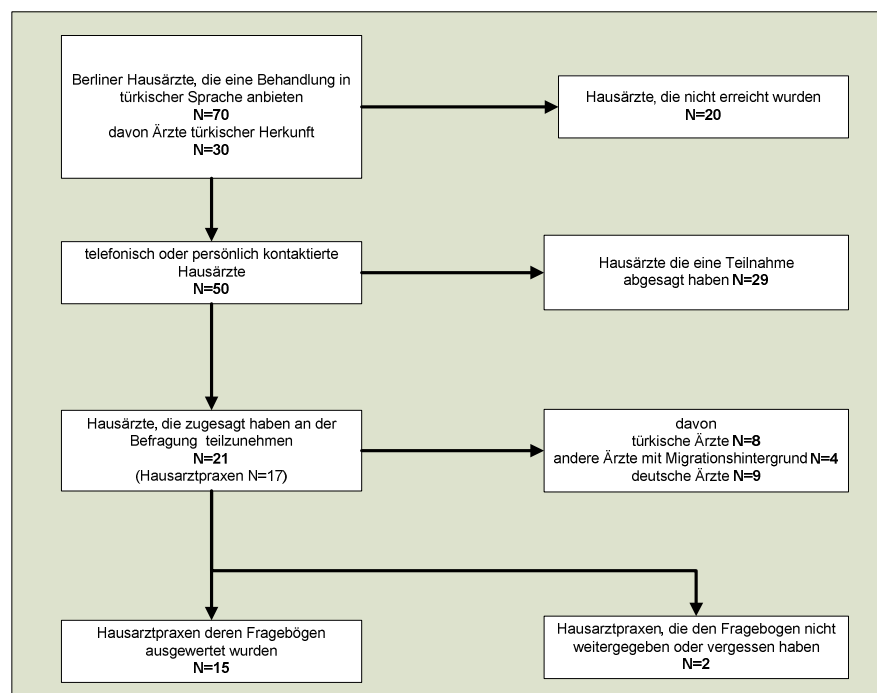 Berliner Hausärzte, die eine Behandlung in
türkischer Sprache anbieten
N=70
davon Ärzte türkischer Herkunft
N=30
Hausärzte, die nicht erreicht wurden
N=20
telefonisch oder persönlich kontaktierte
Hausärzte
N=50
Hausärzte die eine Teilnahme
abgesagt haben N=29
Hausärzte, die zugesagt haben an der
Befragung teilzunehmen
N=21
(Hausarztpraxen N=17)
davon
türkische Ärzte N=8
andere Ärzte mit Migrationshintergrund N=4
deutsche Ärzte N=9
Hausarztpraxen deren Fragebögen
ausgewertet wurden
N=15
Hausarztpraxen, die den Fragebogen nicht
weitergegeben oder vergessen haben
N=2